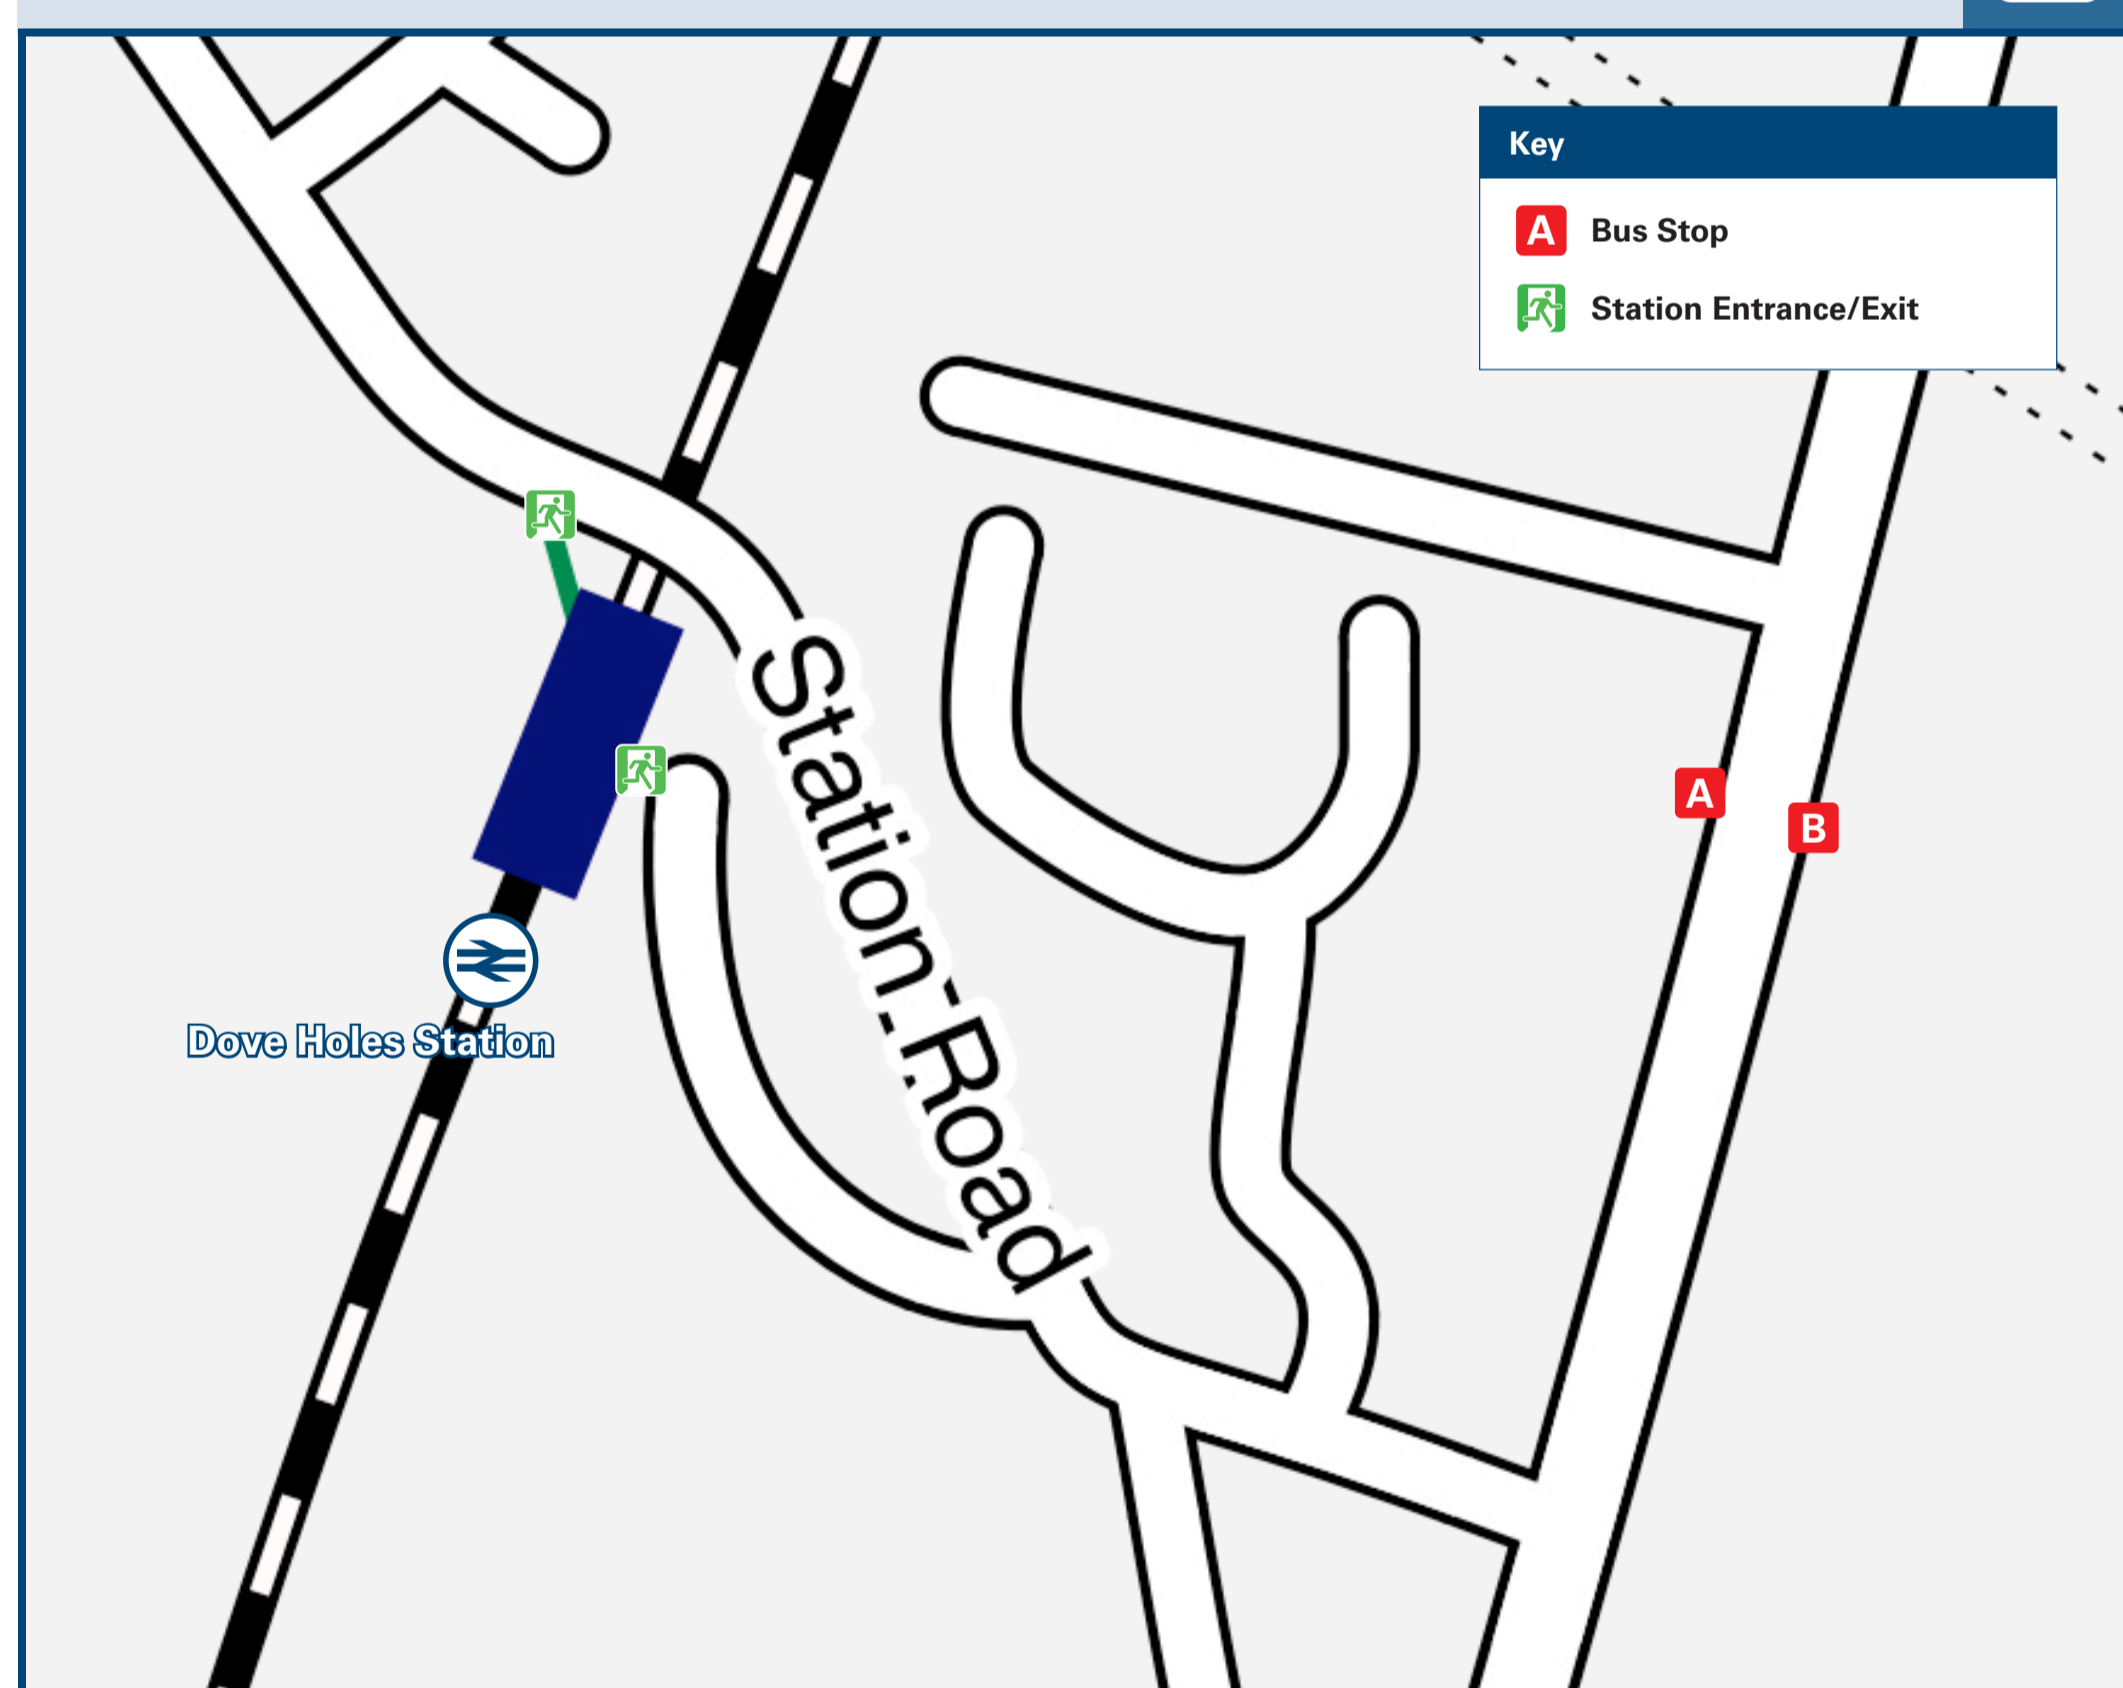 Key
A Bus Stop
Station Entrance/Exit
Station Road
A
B
Dove Holes Station